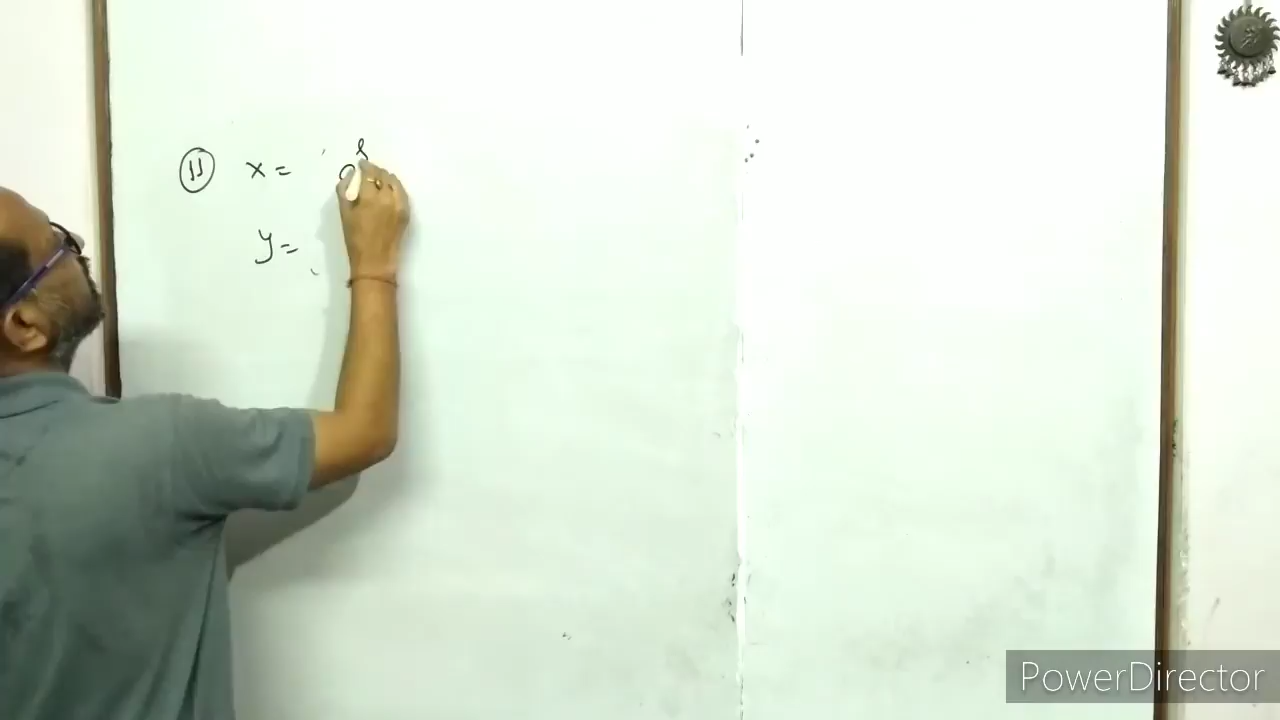 11 x =
y =
PowerDirector